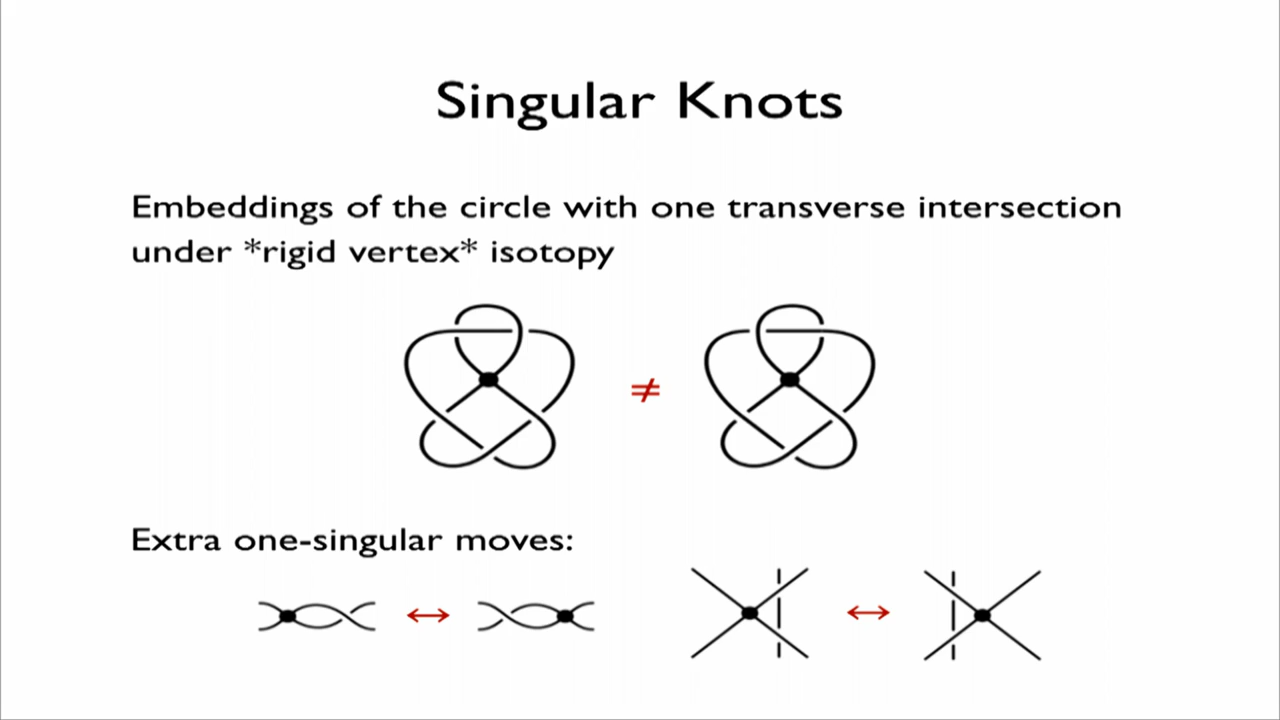 Singular Knots
Embeddings of the circle with one transverse intersection
under *rigid vertex* isotopy
≠
Extra one-singular moves:
↔ ↔